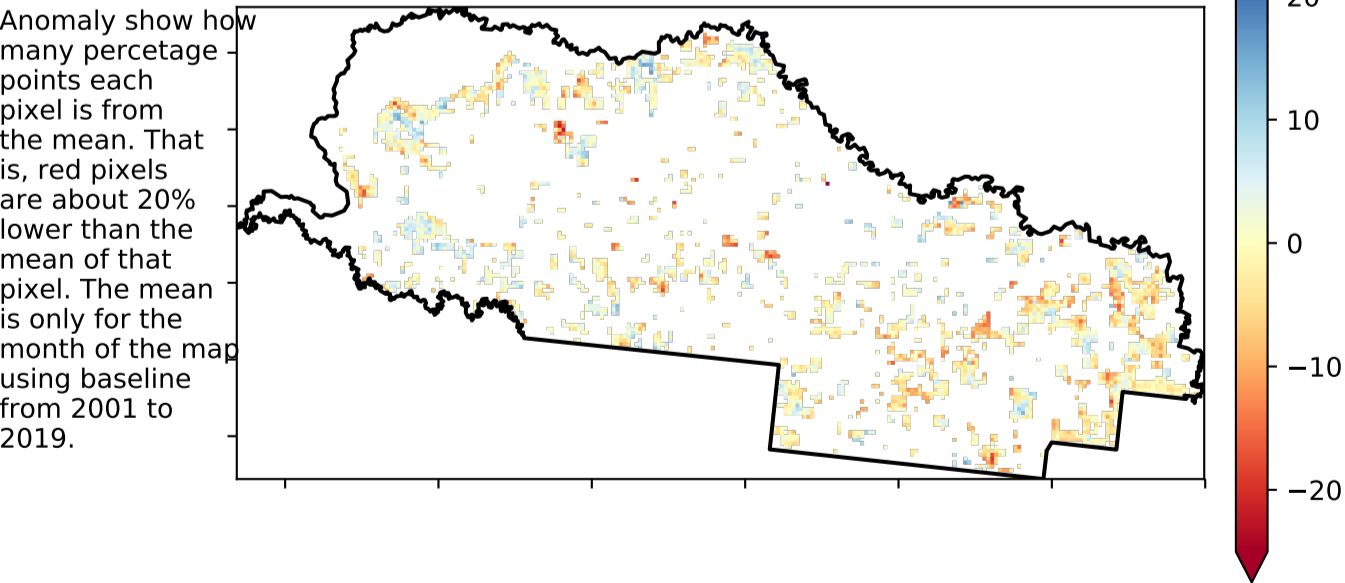 Anomaly show how
many percetage
points each
pixel is from
the mean. That
is, red pixels
are about 20%
lower than the
mean of that
pixel. The mean
is only for the
month of the map
using baseline
from 2001 to
2019.
20
10
0
−10
−20